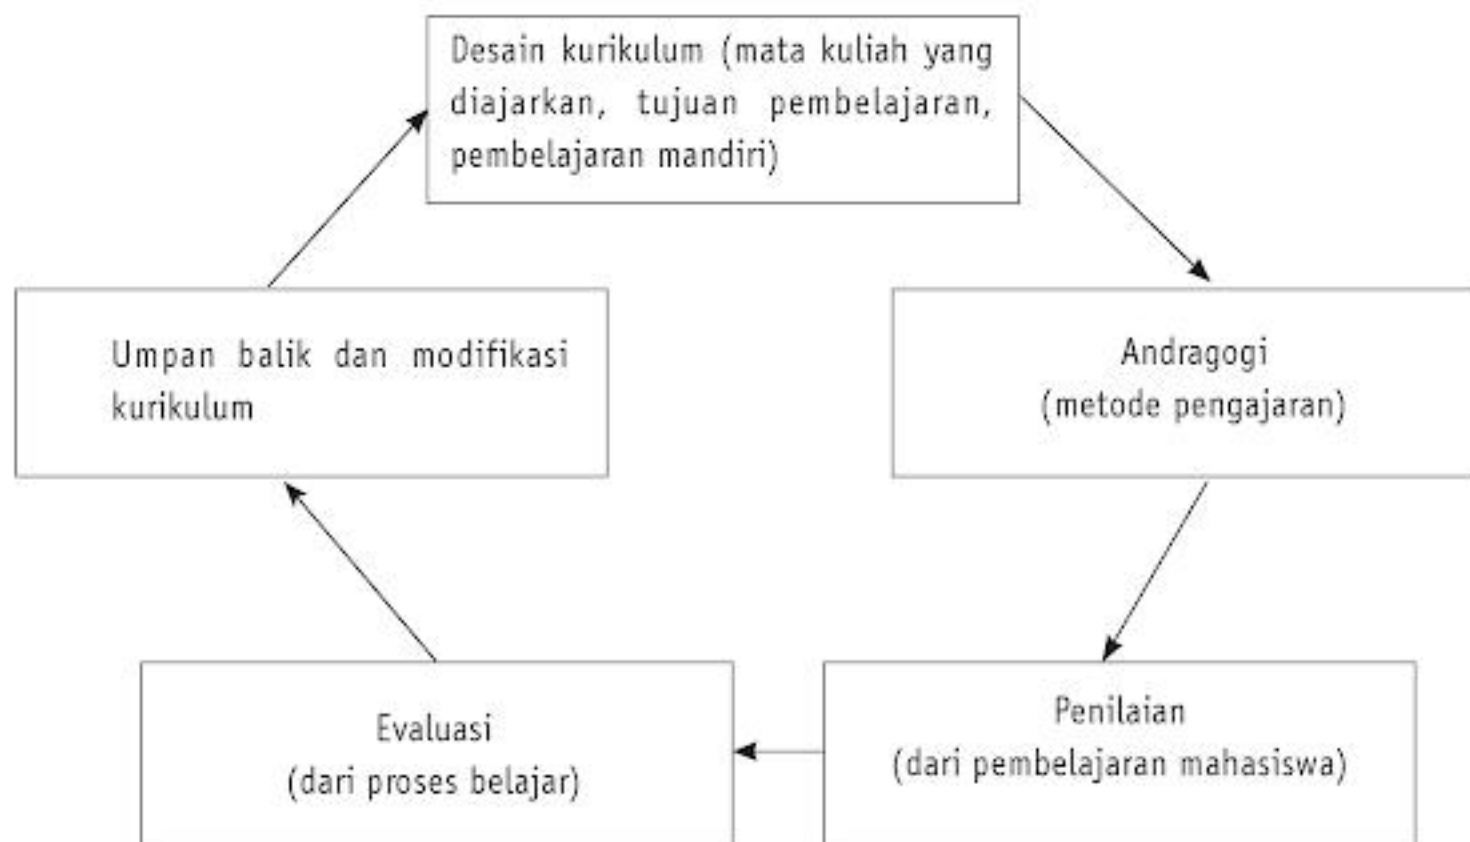 Desain kurikulum (mata kuliah yang
diajarkan, tujuan pembelajaran,
pembelajaran mandiri)
Andragogi
(metode pengajaran)
Penilaian
(dari pembelajaran mahasiswa)
Evaluasi
(dari proses belajar)
Umpan balik dan modifikasi
kurikulum